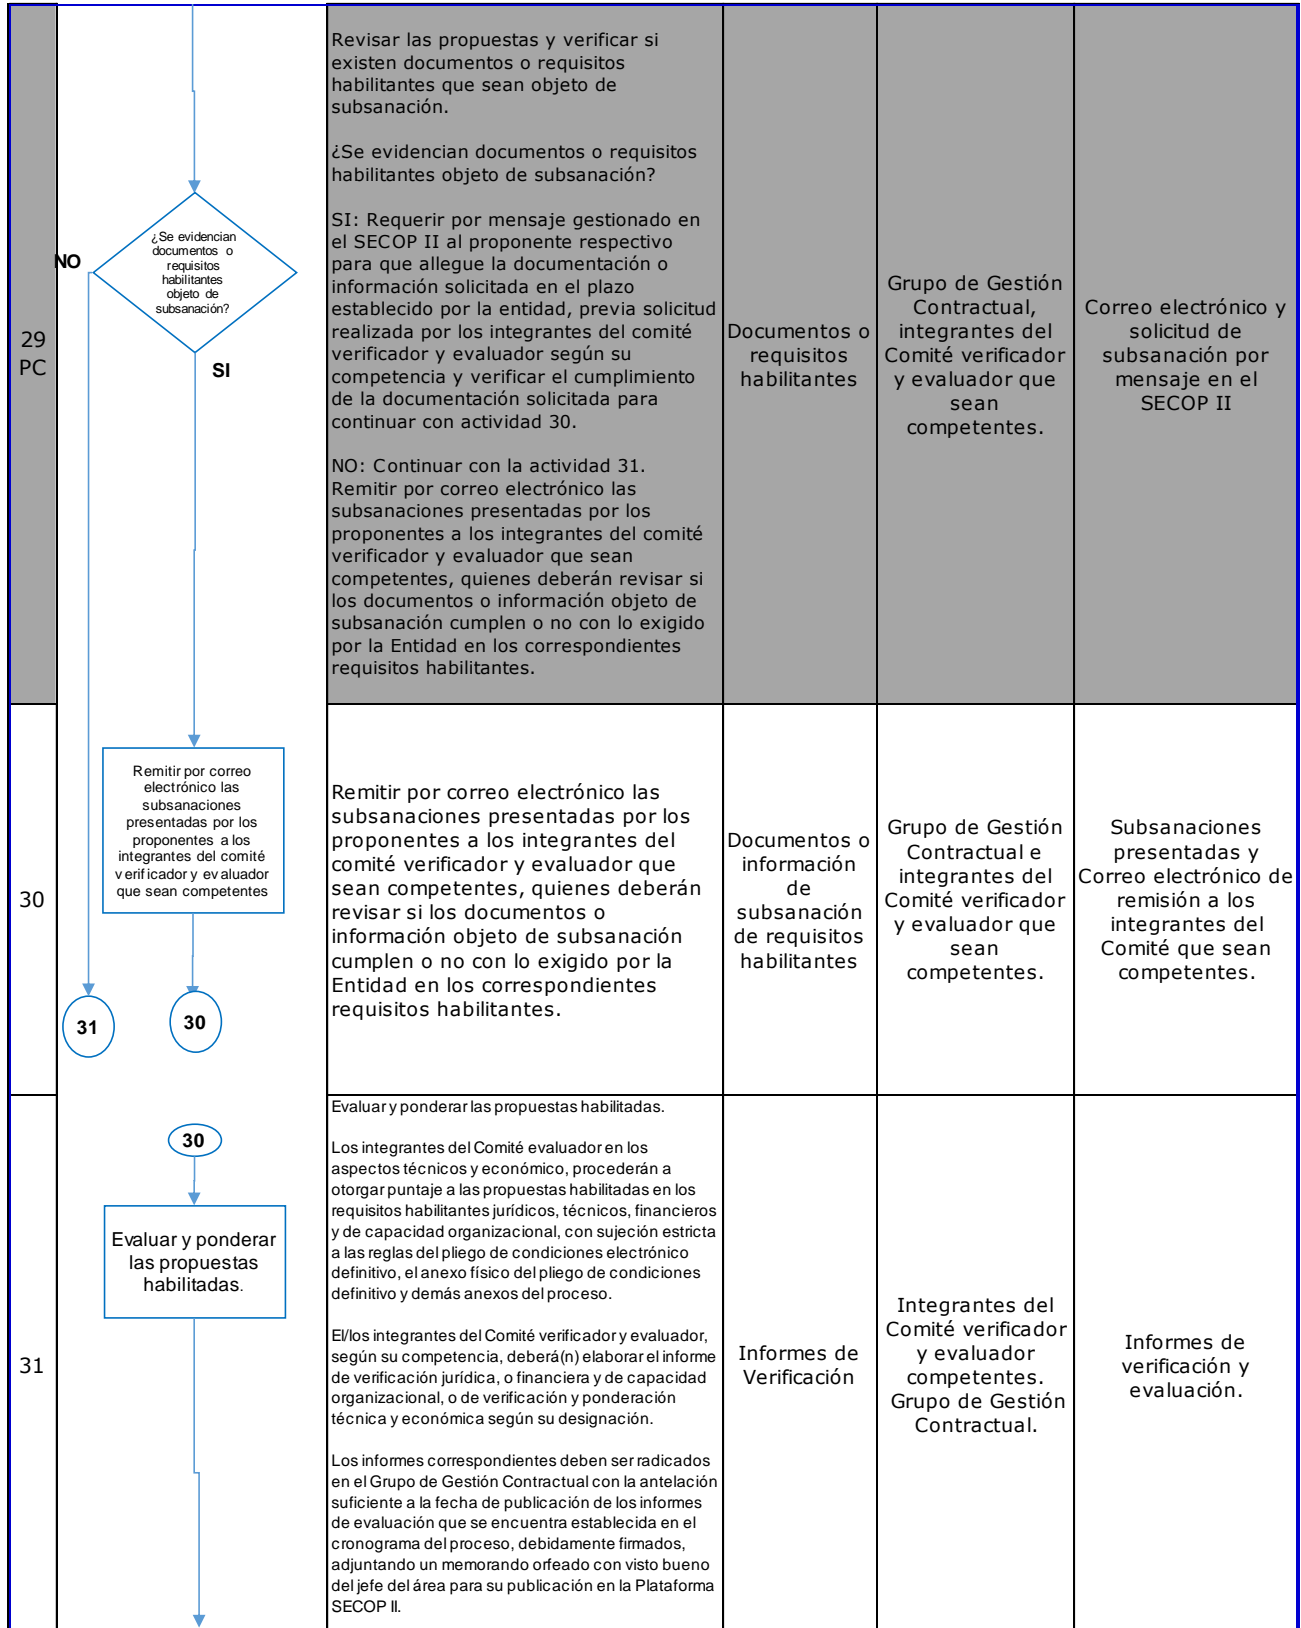 29
PC
NO
¿Se evidencian
documentos o
requisitos
habilitantes
objeto de
subsanación?
SI
Revisar las propuestas y verificar si
existen documentos o requisitos
habilitantes que sean objeto de
subsanación.
¿Se evidencian documentos o requisitos
habilitantes objeto de subsanación?
SI: Requerir por mensaje gestionado en
el SECOP II al proponente respectivo
para que allegue la documentación o
información solicitada en el plazo
establecido por la entidad, previa solicitud
realizada por los integrantes del comité
verificador y evaluador según su
competencia y verificar el cumplimiento
de la documentación solicitada para
continuar con actividad 30.
NO: Continuar con la actividad 31.
Remitir por correo electrónico las
subsanaciones presentadas por los
proponentes a los integrantes del comité
verificador y evaluador que sean
competentes, quienes deberán revisar si
los documentos o información objeto de
subsanación cumplen o no con lo exigido
por la Entidad en los correspondientes
requisitos habilitantes.
Documentos o
requisitos
habilitantes
Grupo de Gestión
Contractual,
integrantes del
Comité verificador
y evaluador que
sean
competentes.
Correo electrónico y
solicitud de
subsanación por
mensaje en el
SECOP II
30
Remitir por correo
electrónico las
subsanaciones
presentadas por los
proponentes a los
integrantes del comité
verificador y evaluador
que sean competentes
31
30
Remitir por correo electrónico las
subsanaciones presentadas por los
proponentes a los integrantes del
comité verificador y evaluador que
sean competentes, quienes deberán
revisar si los documentos o
información objeto de subsanación
cumplen o no con lo exigido por la
Entidad en los correspondientes
requisitos habilitantes.
Documentos o
información
de
subsanación
de requisitos
habilitantes
Grupo de Gestión
Contractual e
integrantes del
Comité verificador
y evaluador que
sean
competentes.
Subsanaciones
presentadas y
Correo electrónico de
remisión a los
integrantes del
Comité que sean
competentes.
31
30
Evaluar y ponderar
las propuestas
habilitadas.
Evaluar y ponderar las propuestas habilitadas.
Los integrantes del Comité evaluador en los
aspectos técnicos y económico, procederán a
otorgar puntaje a las propuestas habilitadas en los
requisitos habilitantes jurídicos, técnicos, financieros
y de capacidad organizacional, con sujeción estricta
a las reglas del pliego de condiciones electrónico
definitivo, el anexo físico del pliego de condiciones
definitivo y demás anexos del proceso.
El/los integrantes del Comité verificador y evaluador,
según su competencia, deberá(n) elaborar el informe
de verificación jurídica, o financiera y de capacidad
organizacional, o de verificación y ponderación
técnica y económica según su designación.
Los informes correspondientes deben ser radicados
en el Grupo de Gestión Contractual con la antelación
suficiente a la fecha de publicación de los informes
de evaluación que se encuentra establecida en el
cronograma del proceso, debidamente firmados,
adjuntando un memorando orfeado con visto bueno
del jefe del área para su publicación en la Plataforma
SECOP II.
Informes de
Verificación
Integrantes del
Comité verificador
y evaluador
competentes.
Grupo de Gestión
Contractual.
Informes de
verificación y
evaluación.